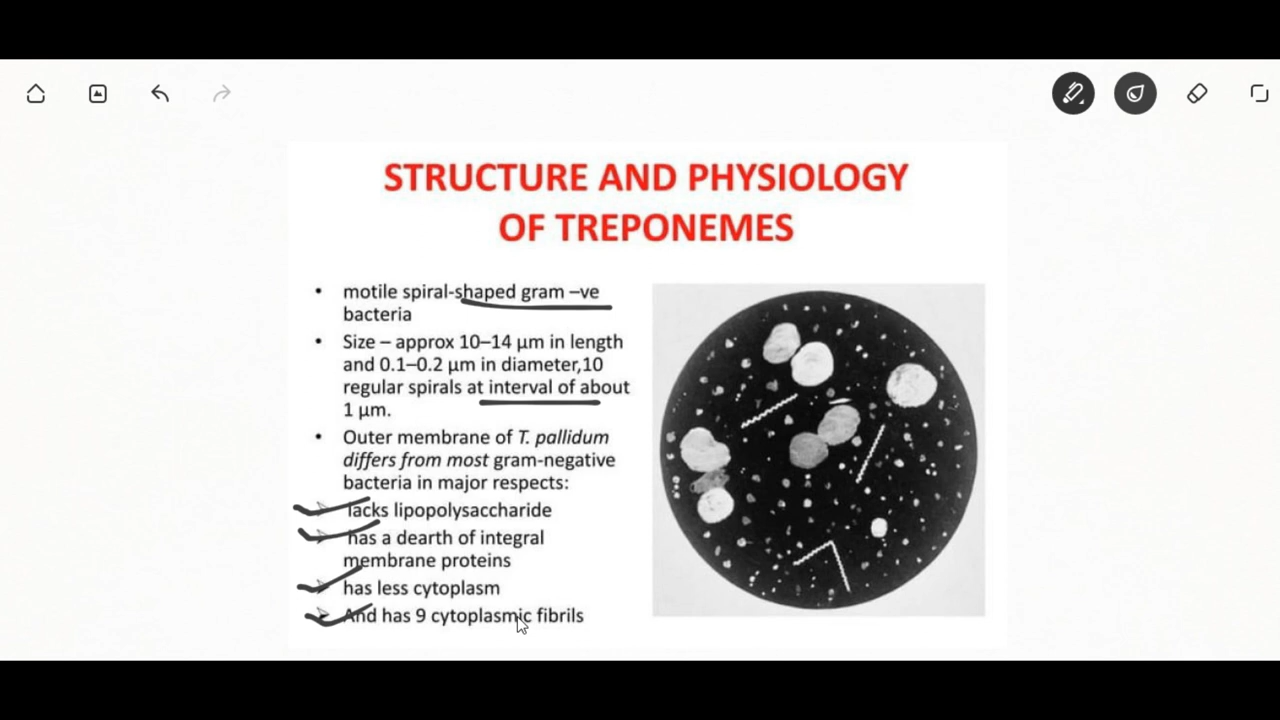 STRUCTURE AND PHYSIOLOGY
OF TREPONEMES
• motile spiral-shaped gram –ve
bacteria
• Size – approx 10–14 µm in length
and 0.1–0.2 µm in diameter,10
regular spirals at interval of about
1 µm.
• Outer membrane of T. pallidum
differs from most gram-negative
bacteria in major respects:
lacks lipopolysaccharide
has a dearth of integral
membrane proteins
has less cytoplasm
And has 9 cytoplasmic fibrils